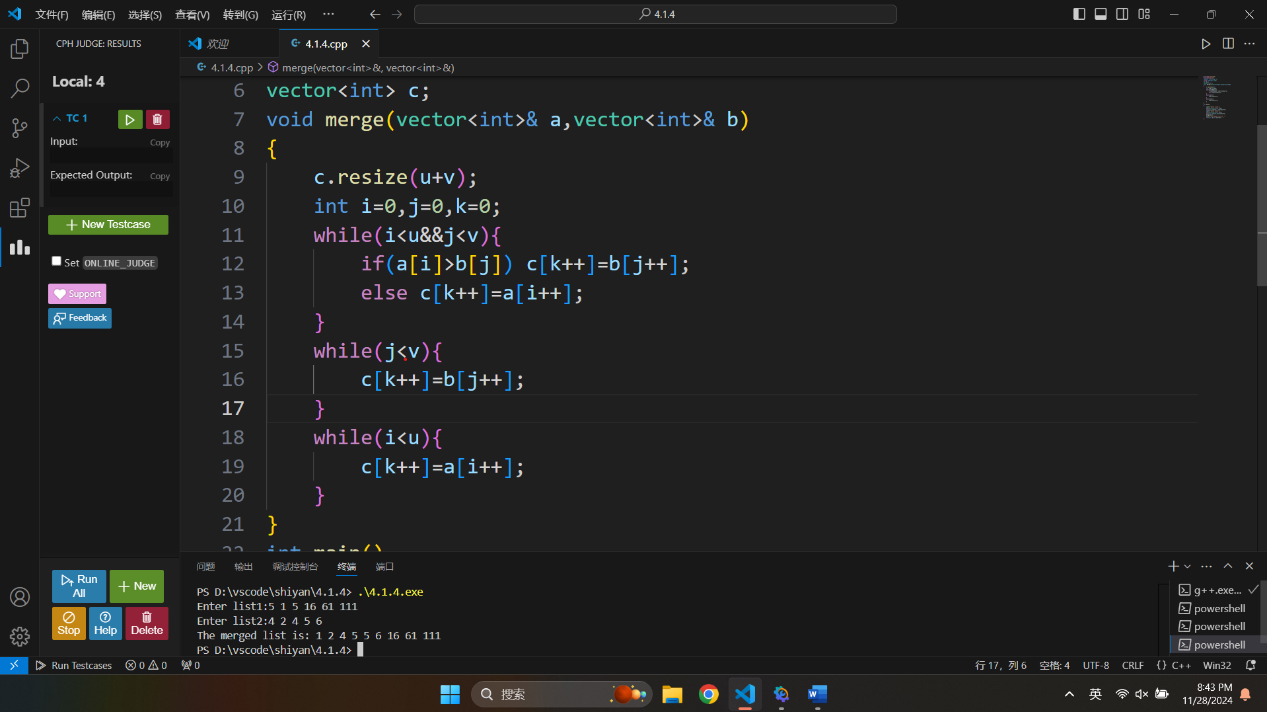 文件(F) 编辑(E) 选择(S) 查看(V) 转到(G) 运行(R) ··· 4.1.4
CPH JUDGE: RESULTS
Local: 4
TC 1
Input:
Copy
Expected Output:
Copy
+ New Testcase
Set ONLINE_JUDGE
Support
Feedback
Run All
+ New
Stop
Help
Delete
欢迎 4.1.4.cpp
4.1.4.cpp > merge(vector<int>&, vector<int>&)
6 vector<int> c;
7 void merge(vector<int>& a,vector<int>& b)
8 {
9 c.resize(u+v);
10 int i=0,j=0,k=0;
11 while(i<u&&j<v){
12 if(a[i]>b[j]) c[k++]=b[j++];
13 else c[k++]=a[i++];
14 }
15 while(j<v){
16 c[k++]=b[j++];
17 }
18 while(i<u){
19 c[k++]=a[i++];
20 }
21 }
22 int main()
问题 输出 调试控制台 终端 端口
PS D:\vscode\shiyan\4.1.4> .\4.1.4.exe
Enter list1:5 1 5 16 61 111
Enter list2:4 2 4 5 6
The merged list is: 1 2 4 5 5 6 16 61 111
PS D:\vscode\shiyan\4.1.4>
g++.exe...
powershell
powershell
powershell
Run Testcases 0 0 0 行 17，列 6 空格: 4 UTF-8 CRLF {} C++ Win32
搜索
英
8:43 PM
11/28/2024